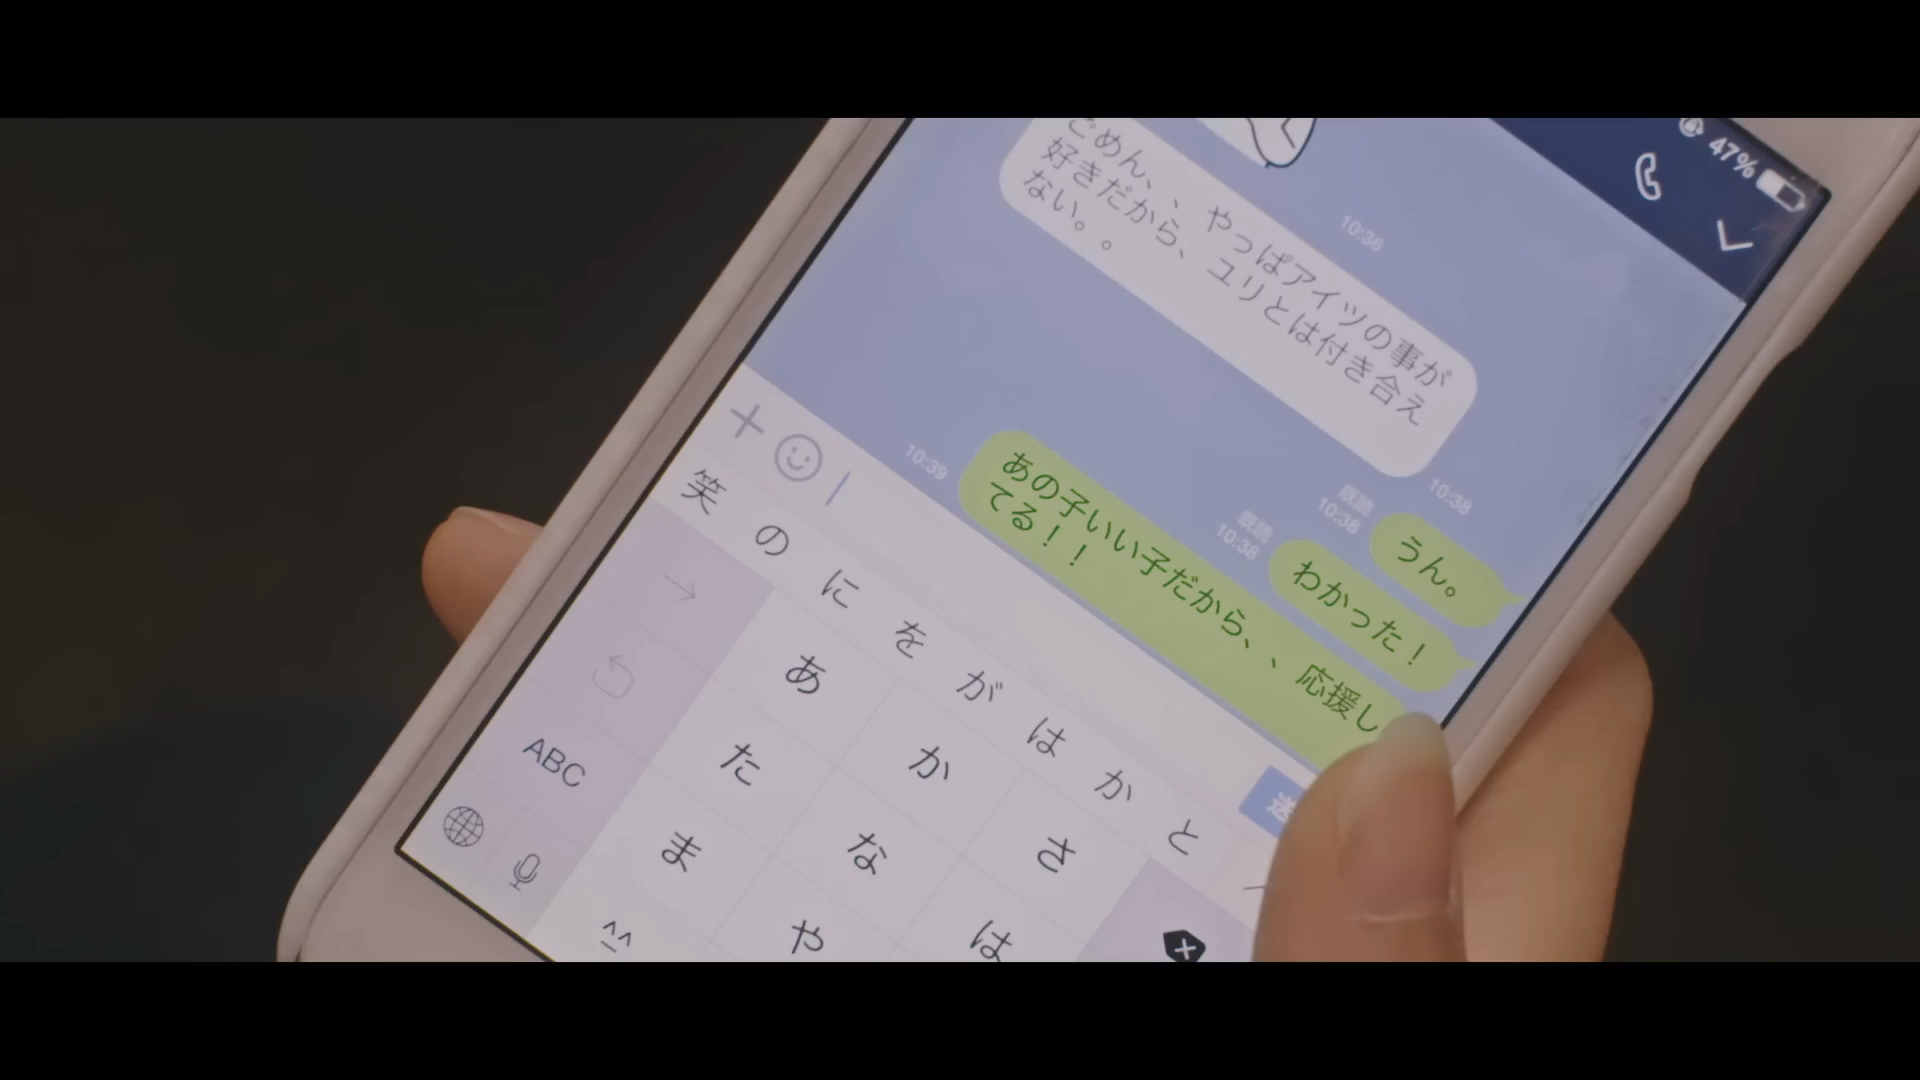 47%
10:36
ごめん、、やっぱアイツの事が
好きだから、ユリとは付き合え
ない。。
10:38
うん。
既読
10:38
わかった！
既読
10:38
あの子いい子だから、、応援し
てる！！
10:39
笑 の に を が は か と
あ か さ
た な は
ま や
ABC
^^